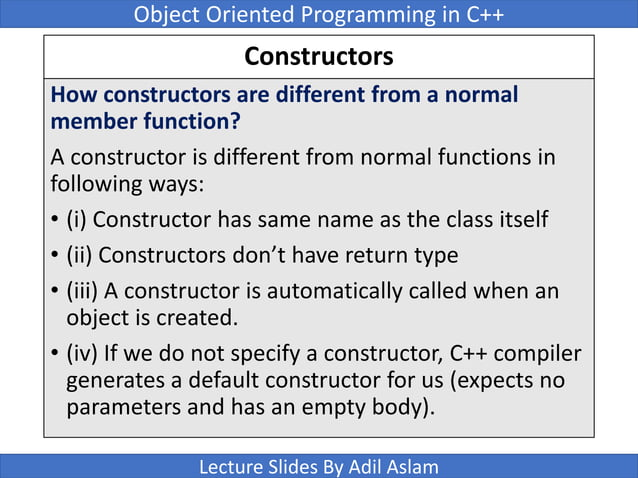 Object Oriented Programming in C++
Constructors
How constructors are different from a normal
member function?
A constructor is different from normal functions in
following ways:
• (i) Constructor has same name as the class itself
• (ii) Constructors don’t have return type
• (iii) A constructor is automatically called when an
object is created.
• (iv) If we do not specify a constructor, C++ compiler
generates a default constructor for us (expects no
parameters and has an empty body).
Lecture Slides By Adil Aslam